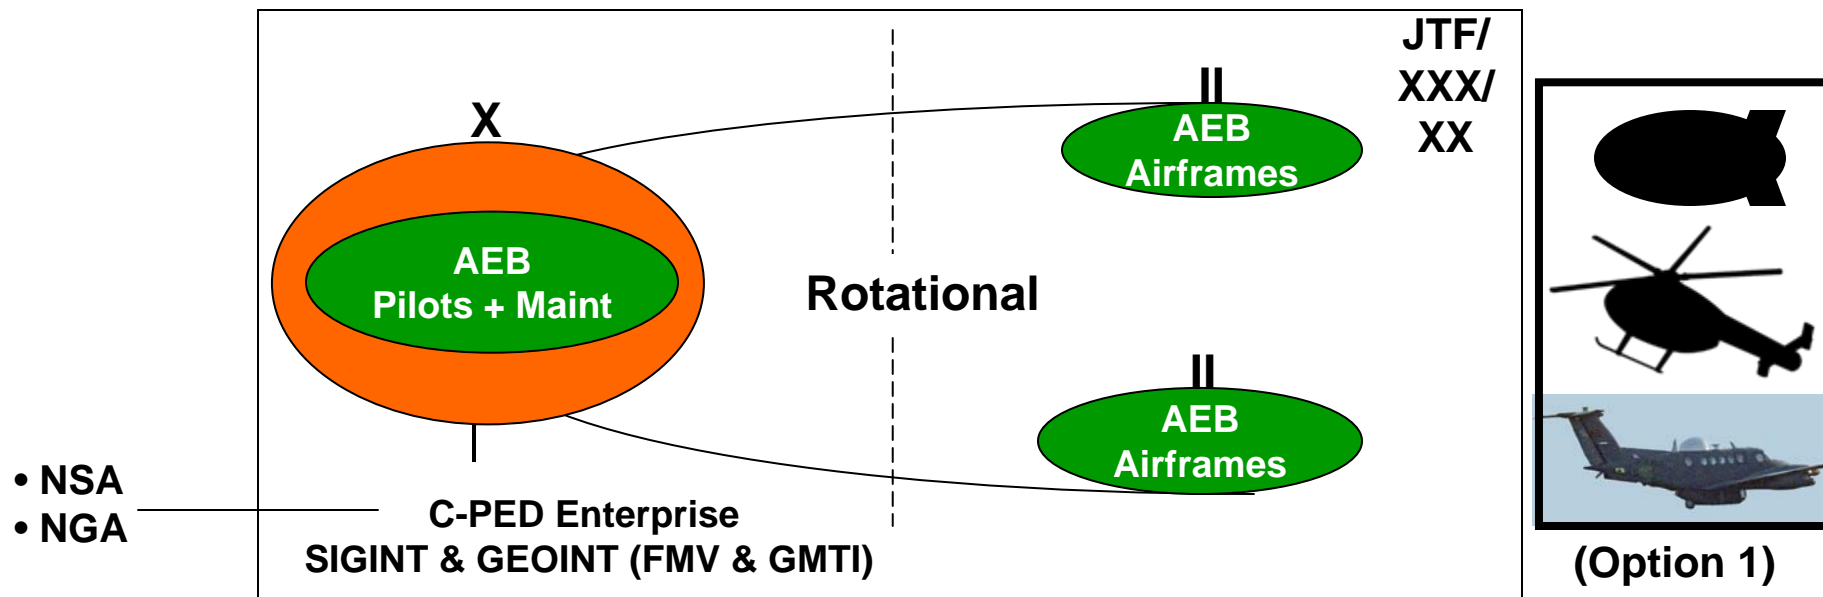 JTF/
XXX/
XX
X
II
AEB
Airframes
AEB
Pilots + Maint
Rotational
II
AEB
Airframes
I
• NSA
• NGA
C-PED Enterprise
SIGINT & GEOINT (FMV & GMTI)
(Option 1)